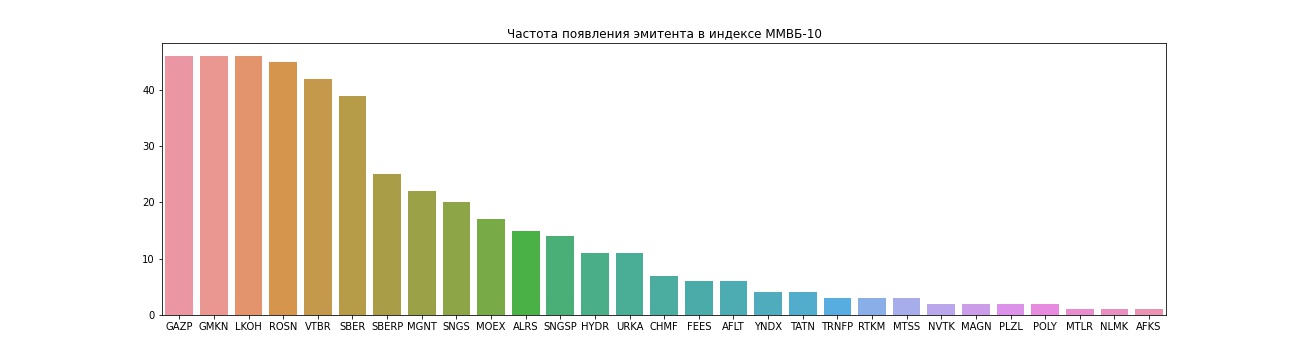 Частота появления эмитента в индексе ММВБ-10
40
30
20
10
0
GAZP GMKN LKOH ROSN VTBR SBER SBERP MGNT SNGS MOEX ALRS SNGSP HYDR URKA CHMF FEES AFLT YNDX TATN TRNFP RTKM MTSS NVTK MAGN PLZL POLY MTLR NLMK AFKS